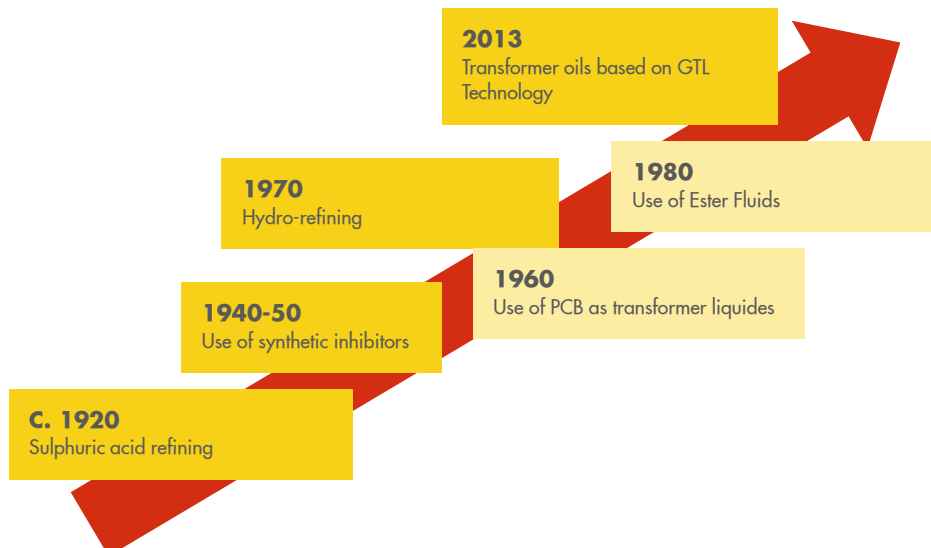 2013
Transformer oils based on GTL
Technology
1980
Use of Ester Fluids
1970
Hydro-refining
1960
Use of PCB as transformer liquides
1940-50
Use of synthetic inhibitors
C. 1920
Sulphuric acid refining